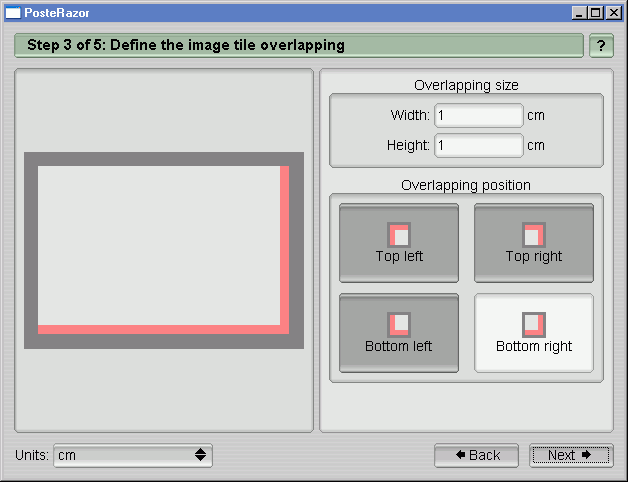 PosteRazor
Step 3 of 5: Define the image tile overlapping
?
Overlapping size
Width: 1 cm
Height: 1 cm
Overlapping position
Top left
Top right
Bottom left
Bottom right
Units: cm
Back
Next